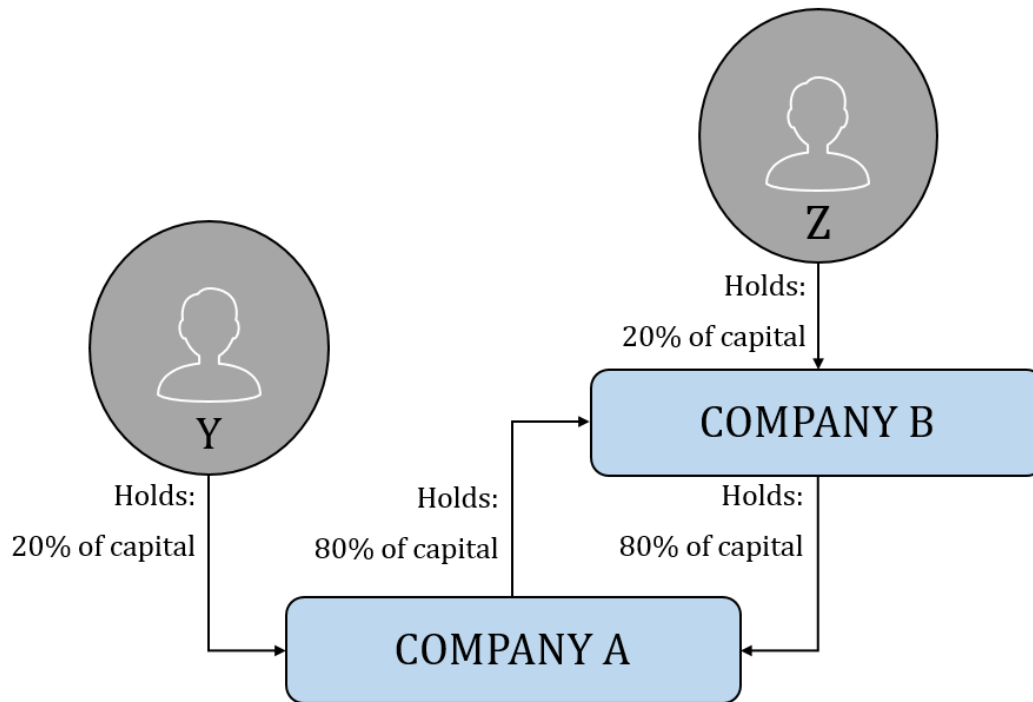 Z
Holds:
20% of capital
COMPANY B
Y
Holds:
20% of capital
Holds:
80% of capital
Holds:
80% of capital
COMPANY A